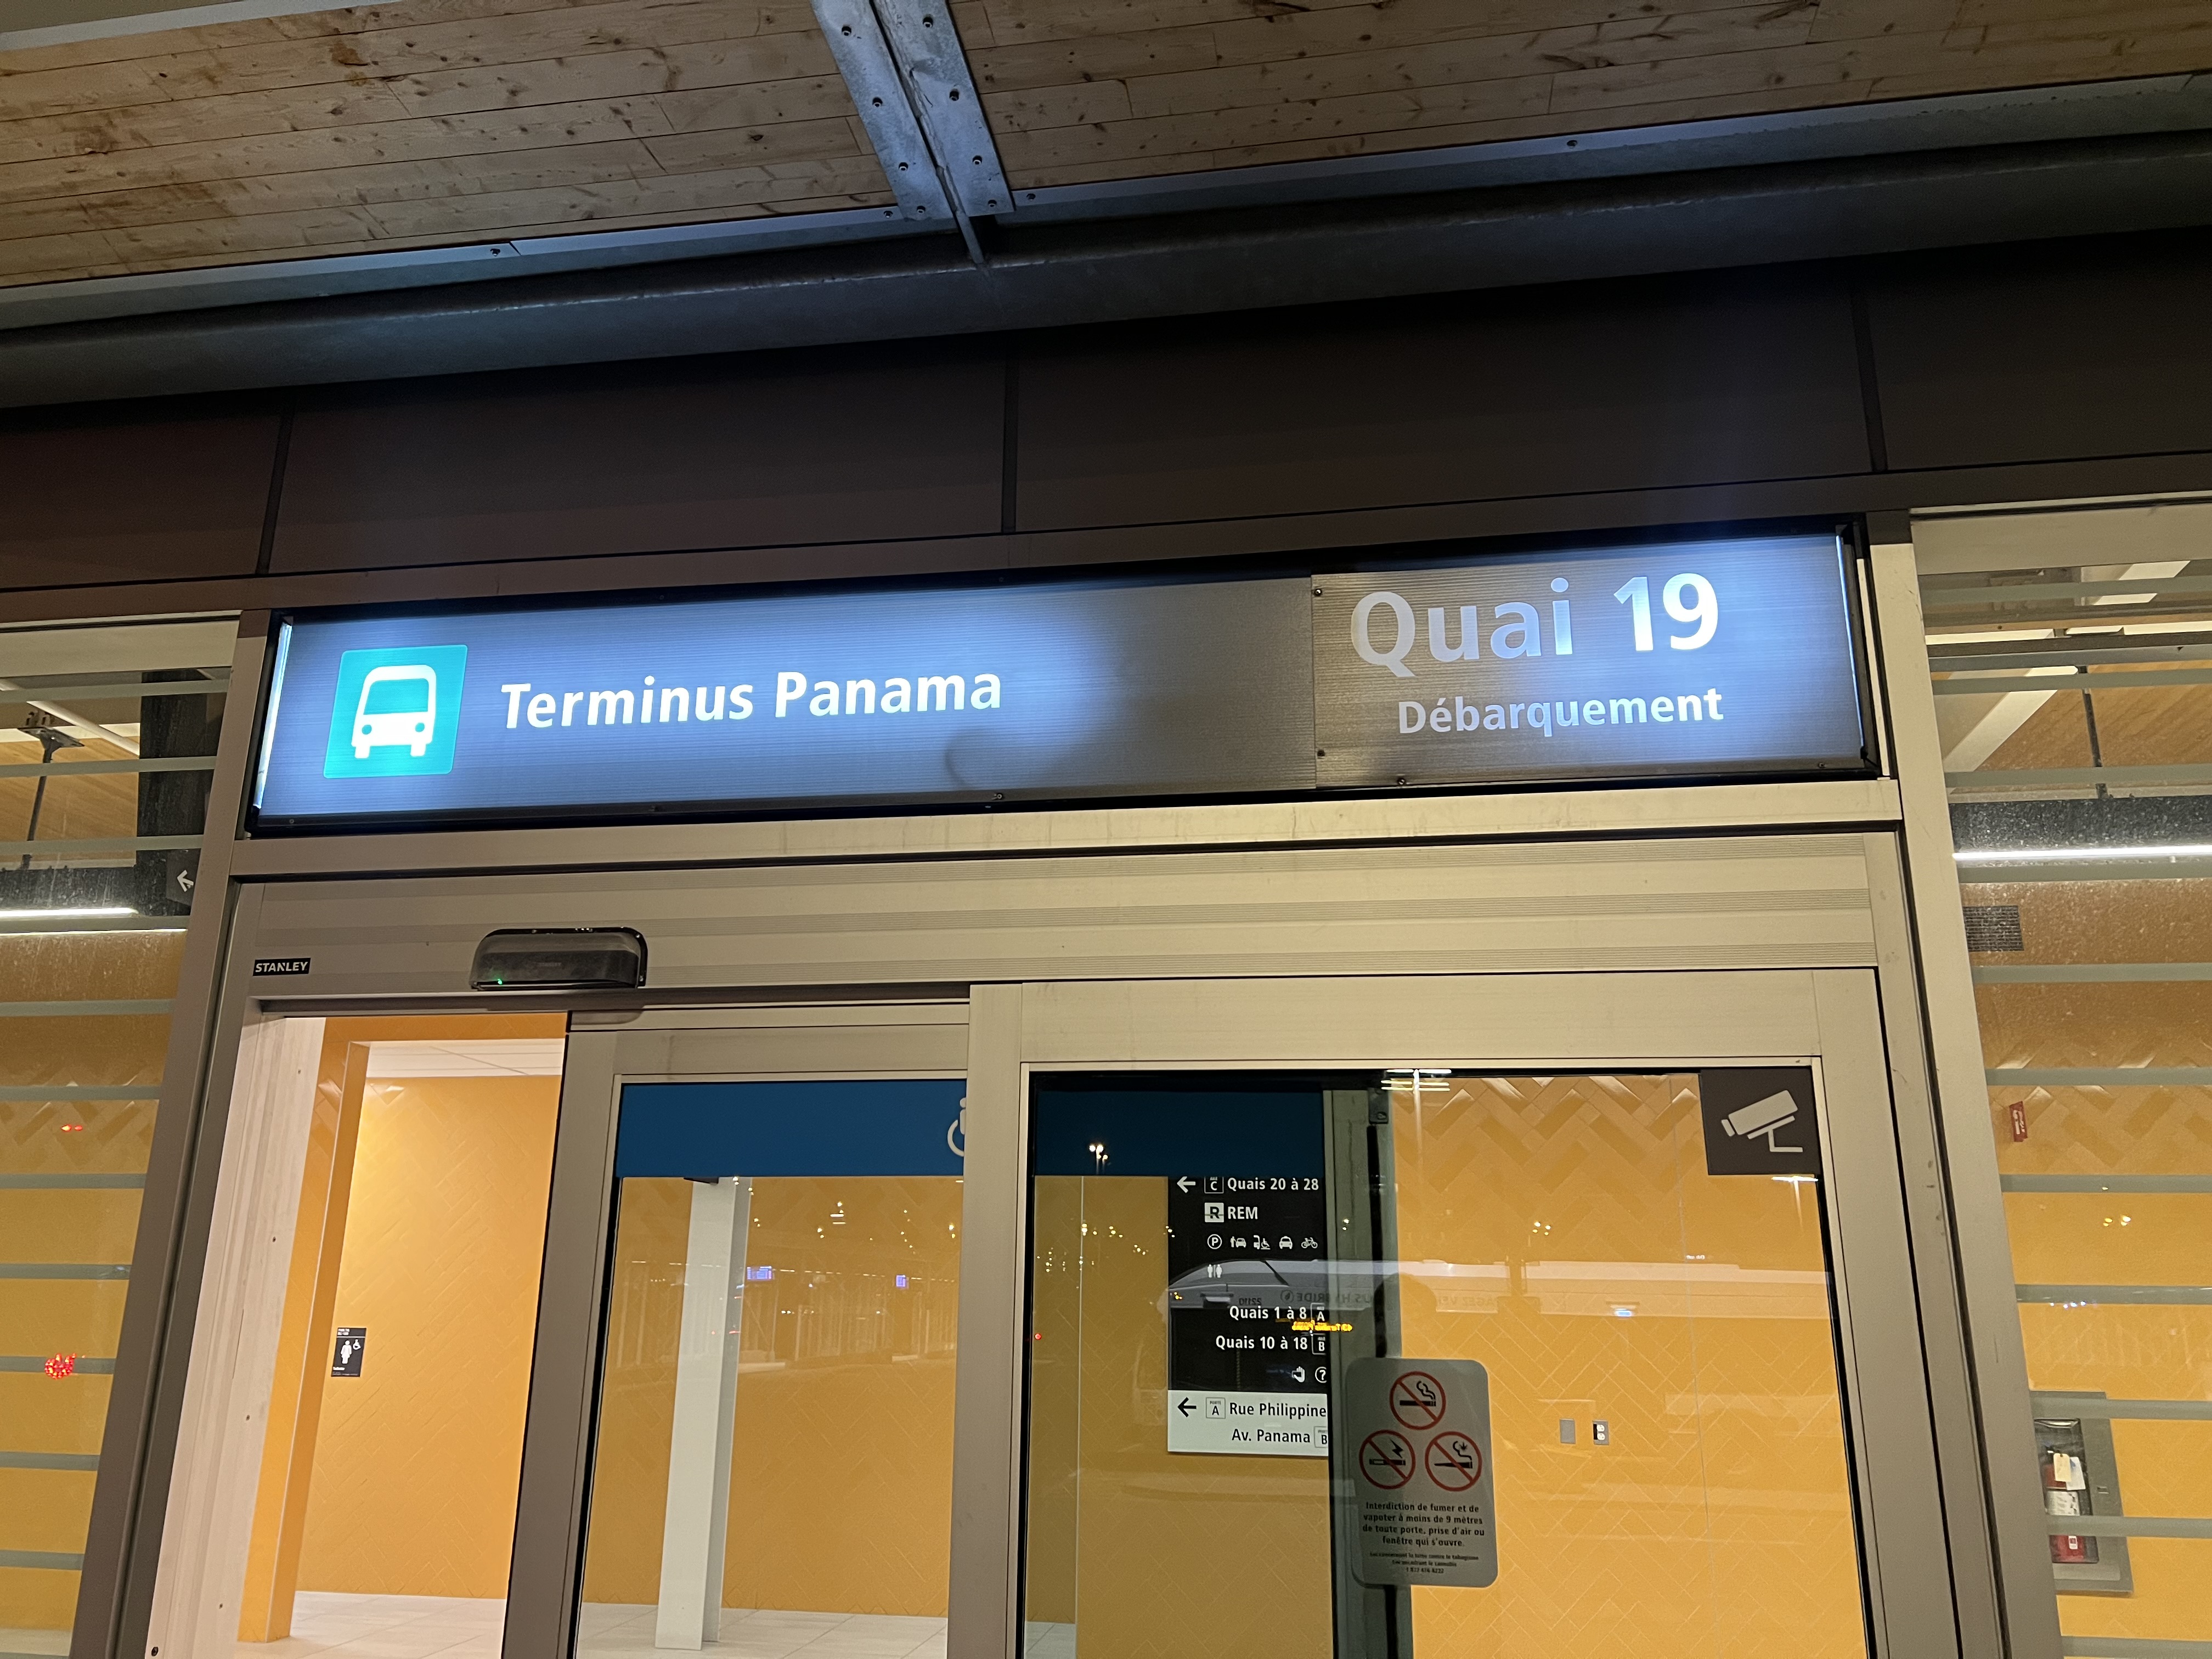 Terminus Panama
Quai 19
Débarquement
STANLEY
C Quais 20 à 28
R REM
P
Quais 1 à 8 A
Quais 10 à 18 B
?
A Rue Philippine
Av. Panama B
Interdiction de fumer et de
vapoter à moins de 9 mètres
de toute porte, prise d'air ou
fenêtre qui s'ouvre.